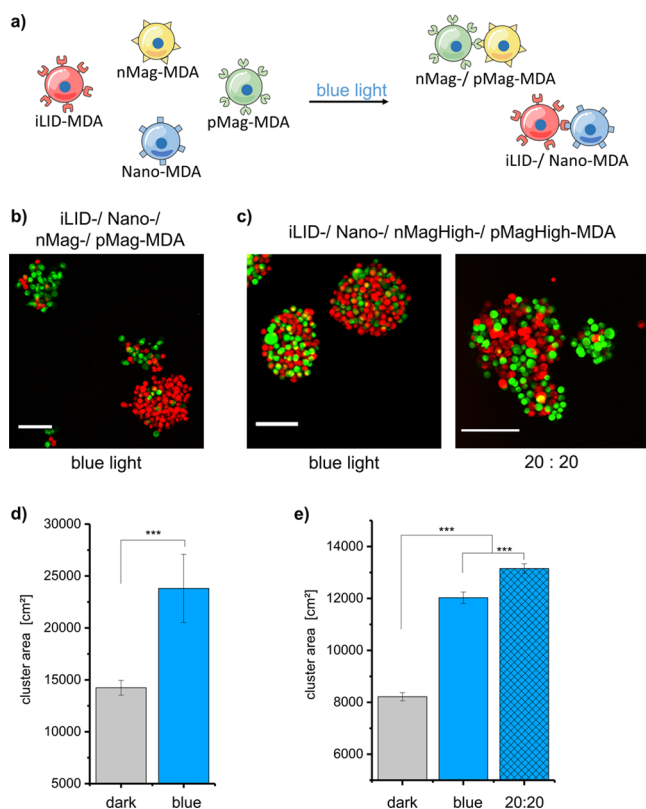 a)
nMag-MDA
iLID-MDA
pMag-MDA
Nano-MDA
blue light
nMag-/ pMag-MDA
iLID-/ Nano-MDA
b)
iLID-/ Nano-/
nMag-/ pMag-MDA
blue light
c)
iLID-/ Nano-/ nMagHigh-/ pMagHigh-MDA
blue light
20 : 20
d)
30000
25000
20000
15000
10000
5000
cluster area [cm²]
***
dark
blue
e)
14000
12000
10000
8000
6000
cluster area [cm²]
***
***
dark
blue
20:20